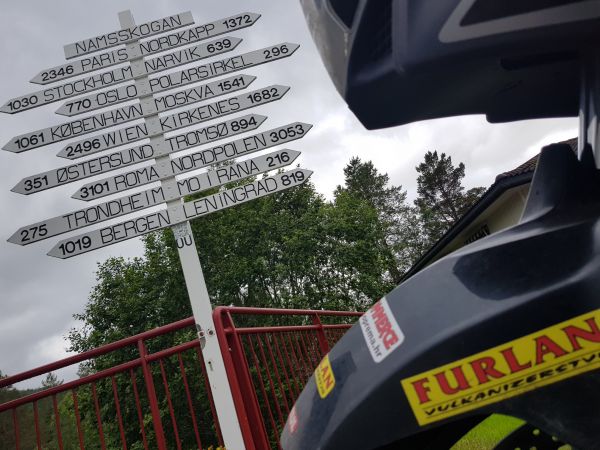 NAMSSKOGAN
2346 PARIS NORDKAPP 1372
1030 STOCKHOLM NARVIK 639
770 OSLO POLARSIRKEL 296
1061 KØBENHAVN MOSKVA 1541
2496 WIEN KIRKENES 1682
351 ØSTERSUND TROMSØ 894
3101 ROMA NORDPOLEN 3053
275 TRONDHEIM MO I RANA 216
1019 BERGEN LENINGRAD 819
FURLAN